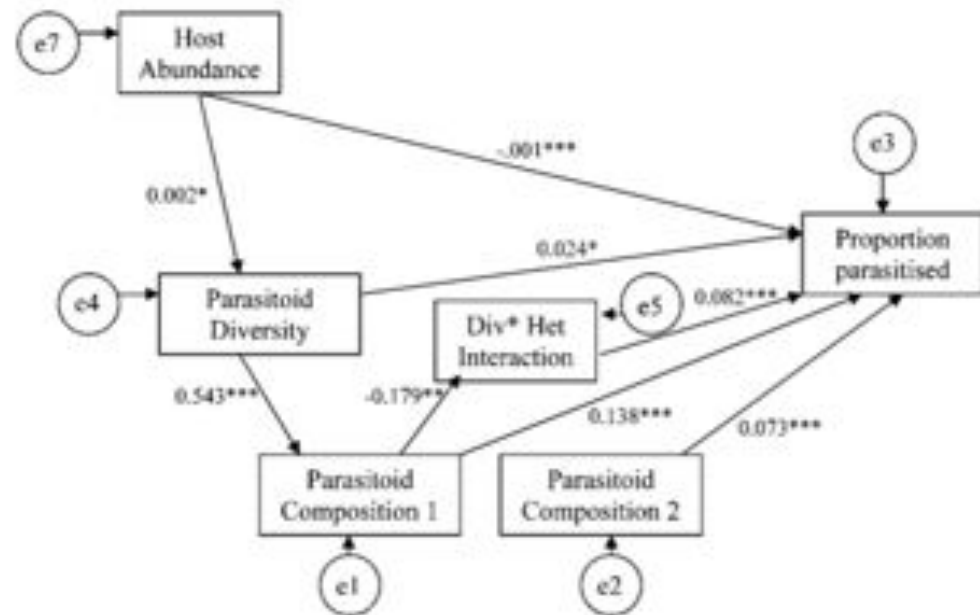 e7
Host
Abundance
-.001***
e3
0.002*
Proportion
parasitised
0.024*
e4
Parasitoid
Diversity
e5
0.082***
Div* Het
Interaction
0.543***
-0.179**
0.138***
0.073***
Parasitoid
Composition 1
Parasitoid
Composition 2
e1
e2